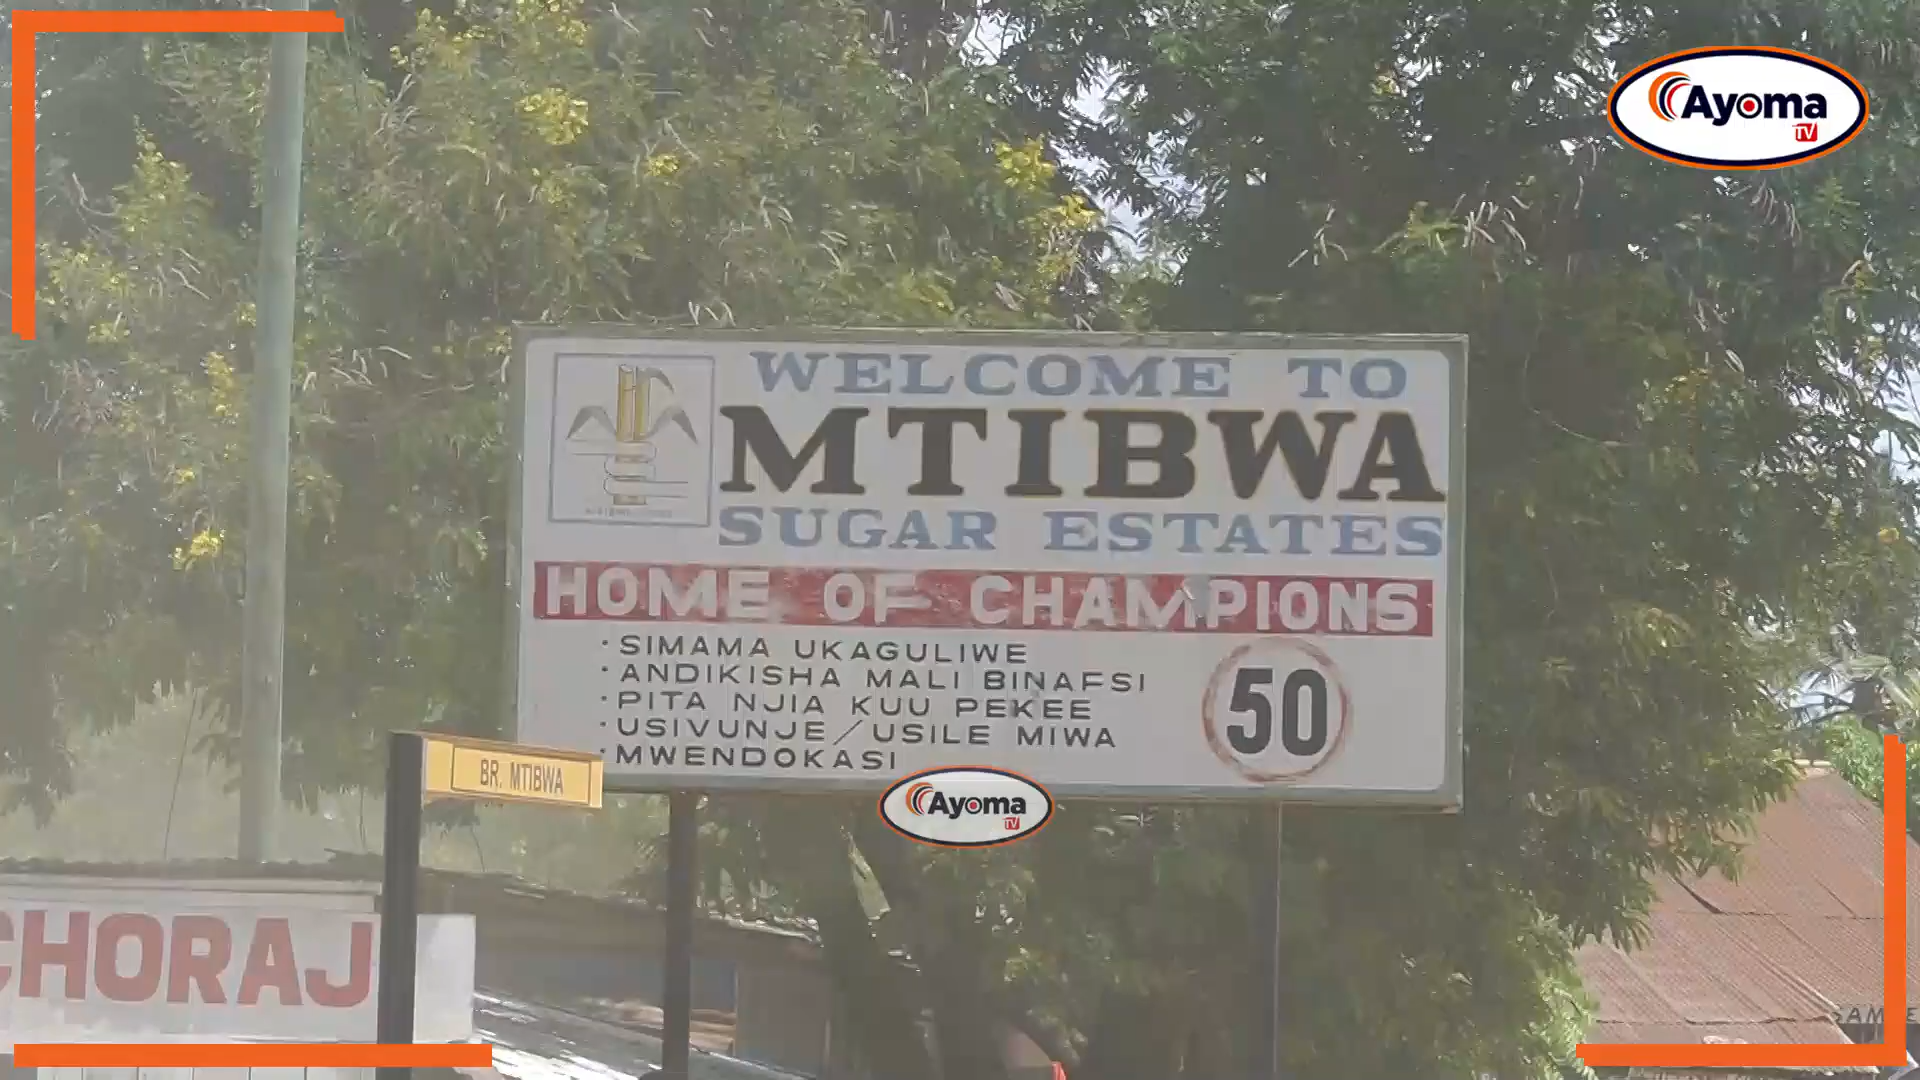 Ayoma TV
WELCOME TO
MTIBWA
SUGAR ESTATES
HOME OF CHAMPIONS
· SIMAMA UKAGULIWE
· ANDIKISHA MALI BINAFSI
· PITA NJIA KUU PEKEE
· USIVUNJE/USILE MIWA
· MWENDOKASI
50
BR. MTIBWA
Ayoma TV
CHORAJI